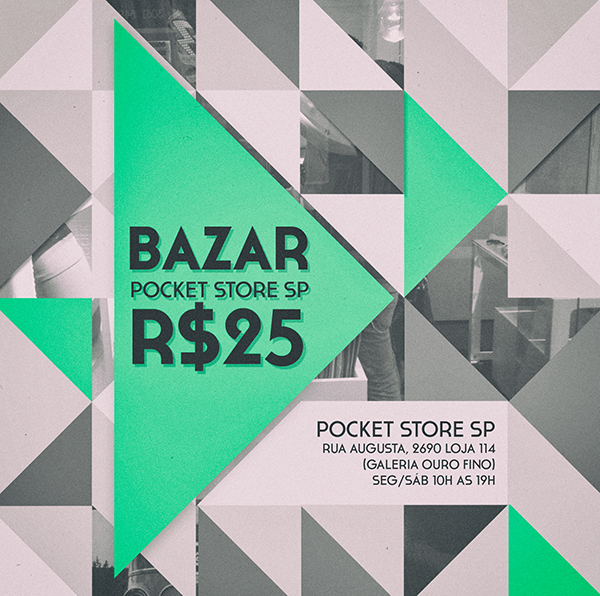 BAZAR
POCKET STORE SP
R$25
POCKET STORE SP
RUA AUGUSTA, 2690 LOJA 114
(GALERIA OURO FINO)
SEG/SÁB 10H AS 19H